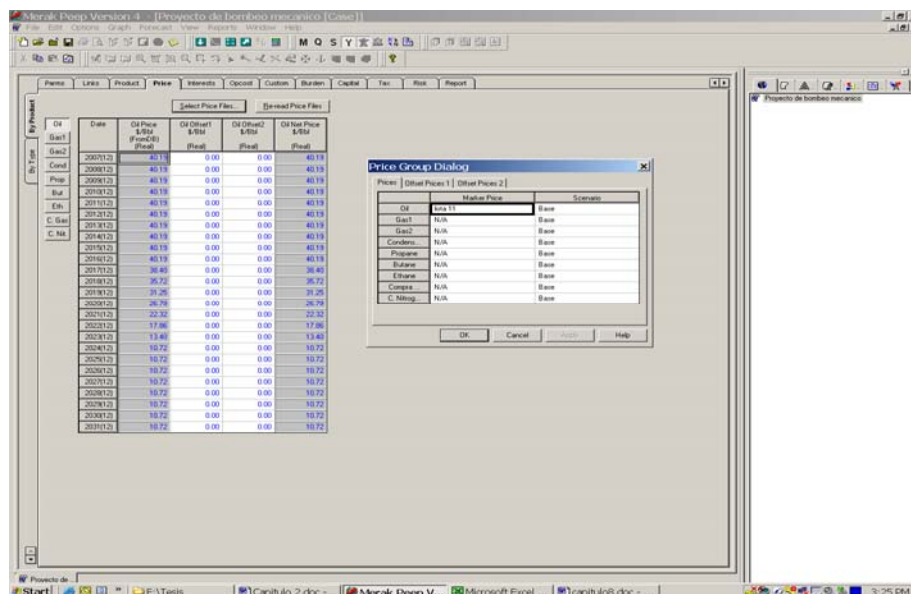 Merak Peep Version 4 - [Proyecto de bombeo mecanico [Case]]
File Edit Options Graph Forecast View Reports Window Help
M Q S Y
Parms Links Product Price Interests Opcost Custom Burden Capital Tax Risk Report
Select Price Files... Re-read Price Files
By Product
By Type
Oil
Gas1
Gas2
Cond
Prop
But
Eth
C. Gas
C. Nit
Date Oil Price $/Bbl (FromDB) (Real) Oil Offset1 $/Bbl (Real) Oil Offset2 $/Bbl (Real) Oil Net Price $/Bbl (Real)
2007(12) 40.19 0.00 0.00 40.19
2008(12) 40.19 0.00 0.00 40.19
2009(12) 40.19 0.00 0.00 40.19
2010(12) 40.19 0.00 0.00 40.19
2011(12) 40.19 0.00 0.00 40.19
2012(12) 40.19 0.00 0.00 40.19
2013(12) 40.19 0.00 0.00 40.19
2014(12) 40.19 0.00 0.00 40.19
2015(12) 40.19 0.00 0.00 40.19
2016(12) 40.19 0.00 0.00 40.19
2017(12) 38.40 0.00 0.00 38.40
2018(12) 35.72 0.00 0.00 35.72
2019(12) 31.25 0.00 0.00 31.25
2020(12) 26.79 0.00 0.00 26.79
2021(12) 22.32 0.00 0.00 22.32
2022(12) 17.86 0.00 0.00 17.86
2023(12) 13.40 0.00 0.00 13.40
2024(12) 10.72 0.00 0.00 10.72
2025(12) 10.72 0.00 0.00 10.72
2026(12) 10.72 0.00 0.00 10.72
2027(12) 10.72 0.00 0.00 10.72
2028(12) 10.72 0.00 0.00 10.72
2029(12) 10.72 0.00 0.00 10.72
2030(12) 10.72 0.00 0.00 10.72
2031(12) 10.72 0.00 0.00 10.72
Price Group Dialog
Prices Offset Prices 1 Offset Prices 2
Marker Price Scenario
Oil 11 Base
Gas1 N/A Base
Gas2 N/A Base
Condens... N/A Base
Propane N/A Base
Butane N/A Base
Ethane N/A Base
Compra ... N/A Base
C. Nitrog... N/A Base
OK Cancel Apply Help
Proyecto de bombeo mecanico
Proyecto de ...
Start E:\Tesis Capitulo 2.doc - Merak Peep V... Microsoft Excel capitulo8.doc - 3:25 PM